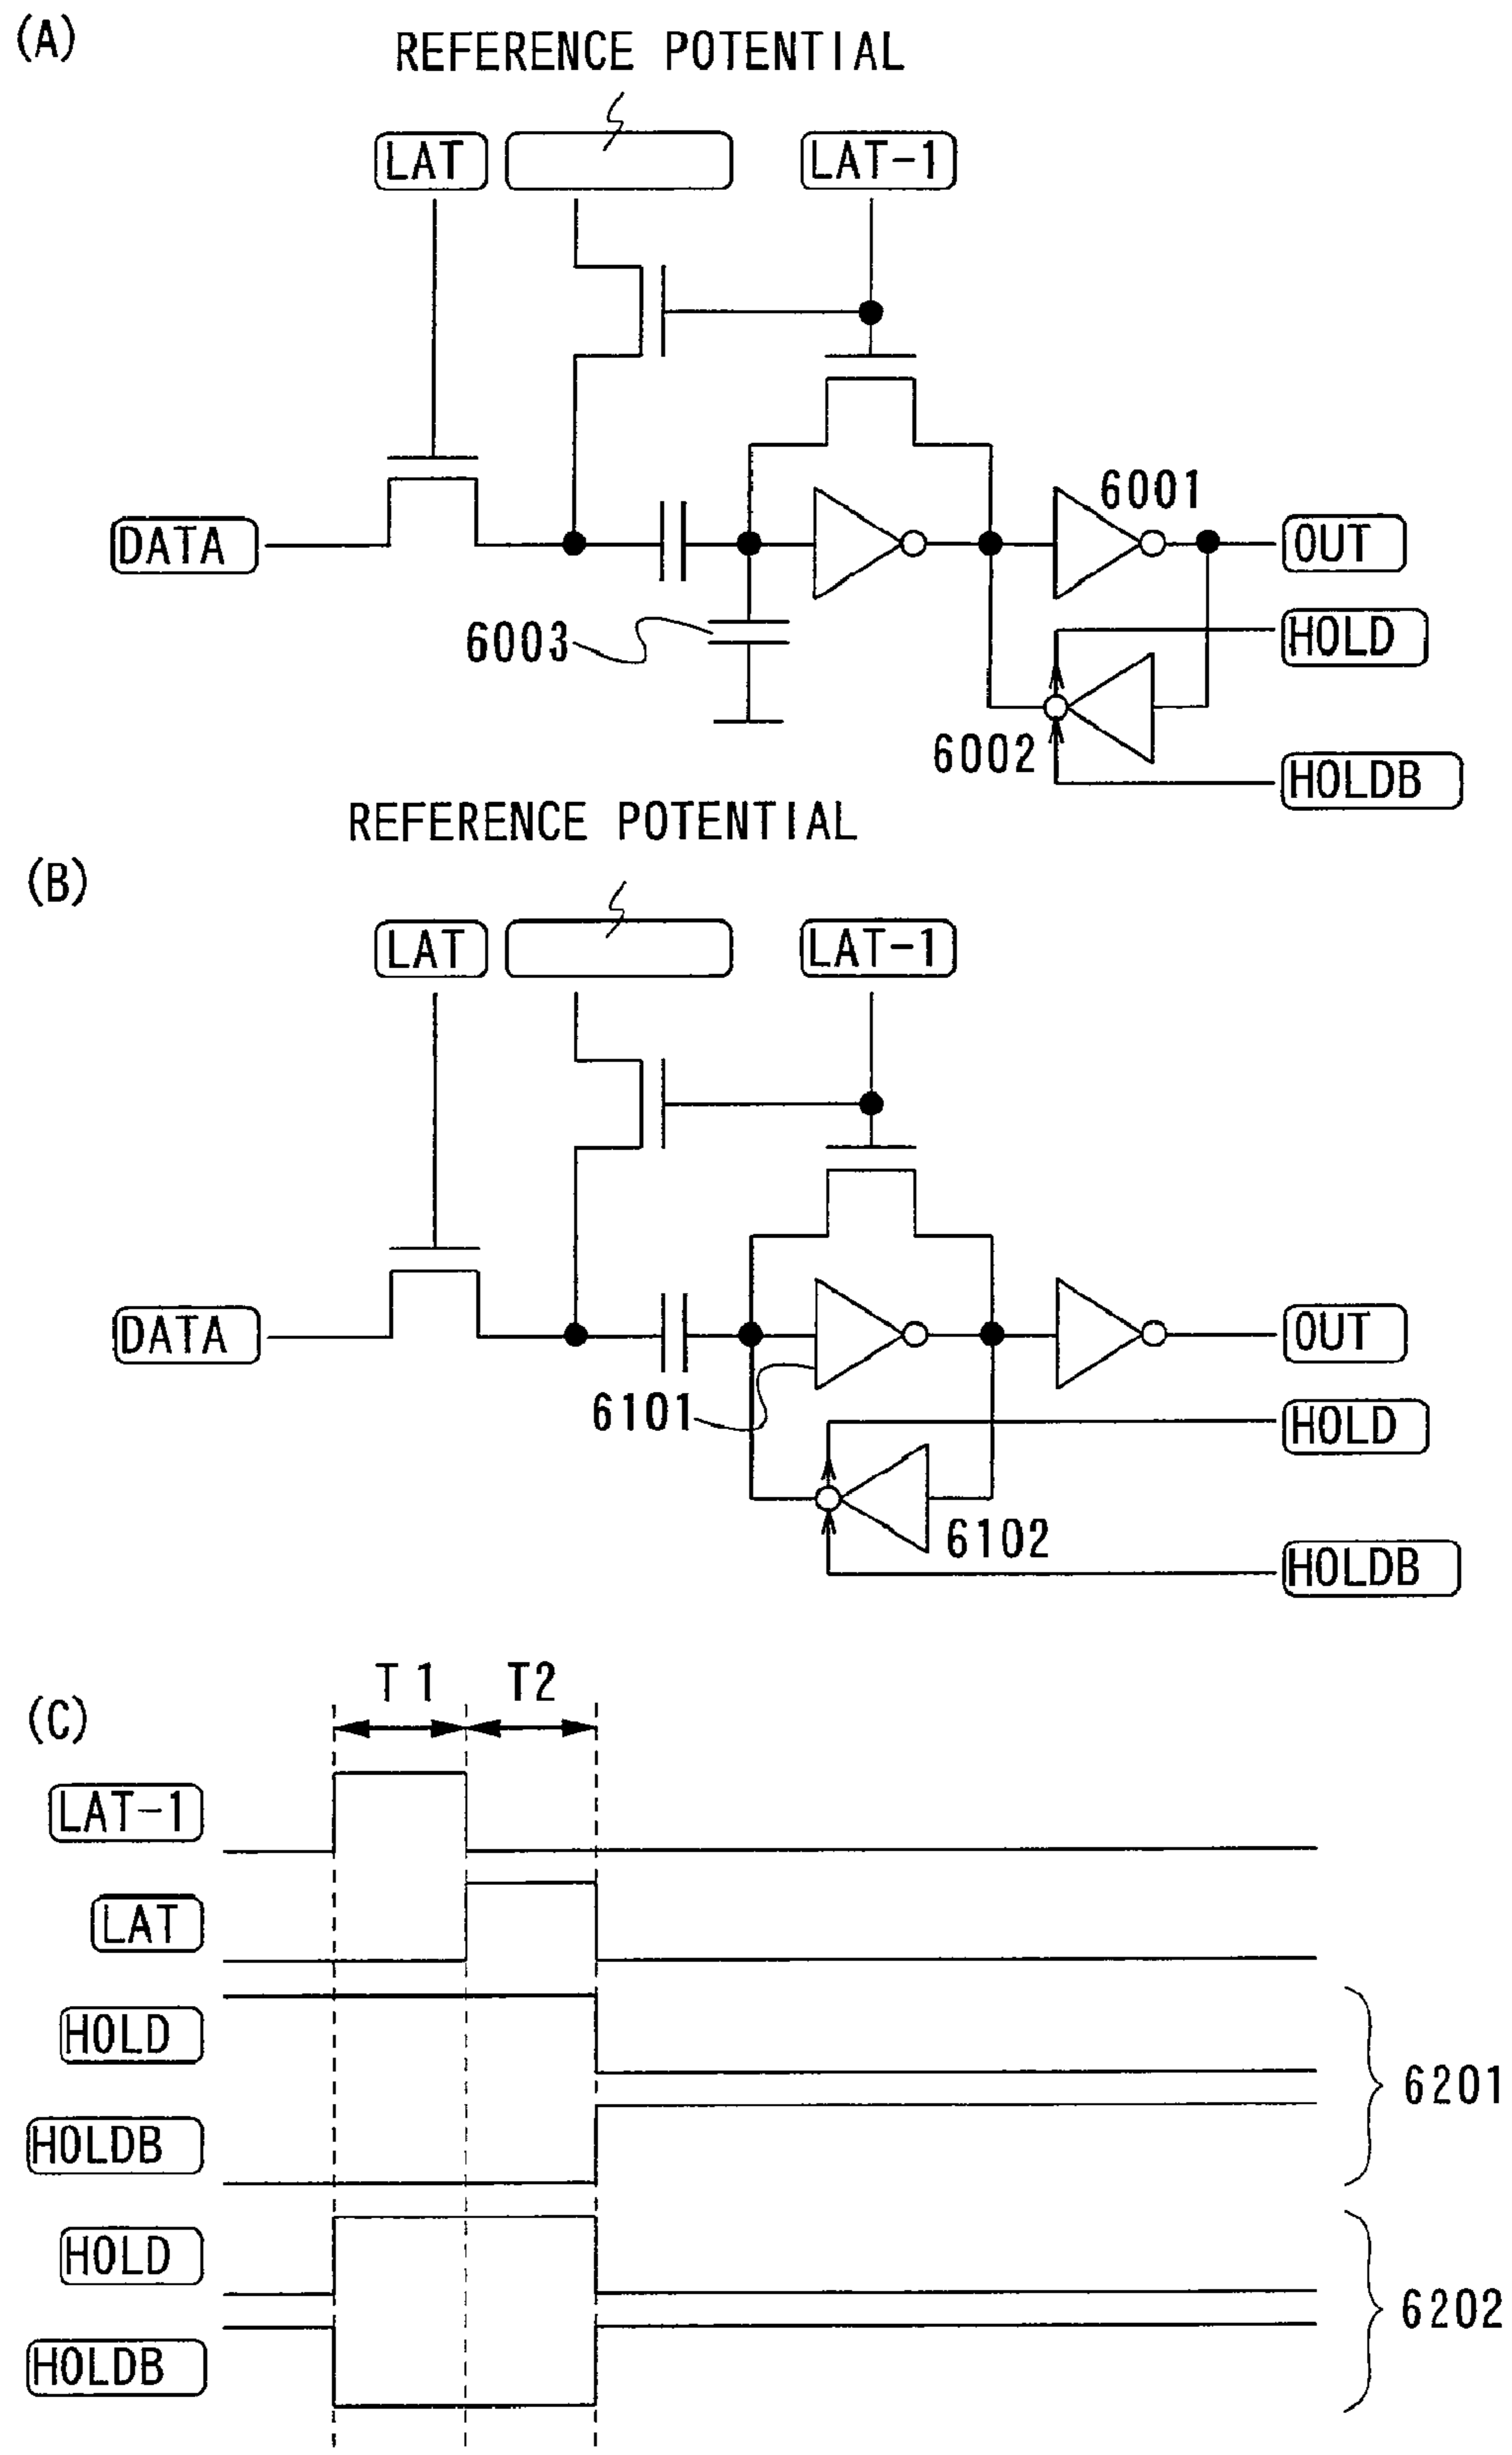 (A)
REFERENCE POTENTIAL
LAT
LAT-1
6001
DATA
OUT
6003
HOLD
6002
HOLDB
REFERENCE POTENTIAL
(B)
LAT
LAT-1
DATA
OUT
6101
HOLD
6102
HOLDB
T1 T2
(C)
LAT-1
LAT
HOLD
6201
HOLDB
HOLD
6202
HOLDB